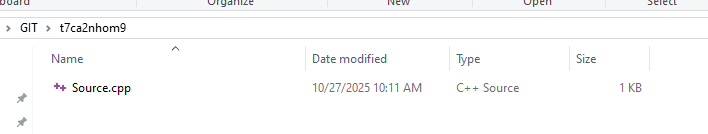 Organize New Open Select
GIT t7ca2nhom9
Name Date modified Type Size
Source.cpp 10/27/2025 10:11 AM C++ Source 1 KB